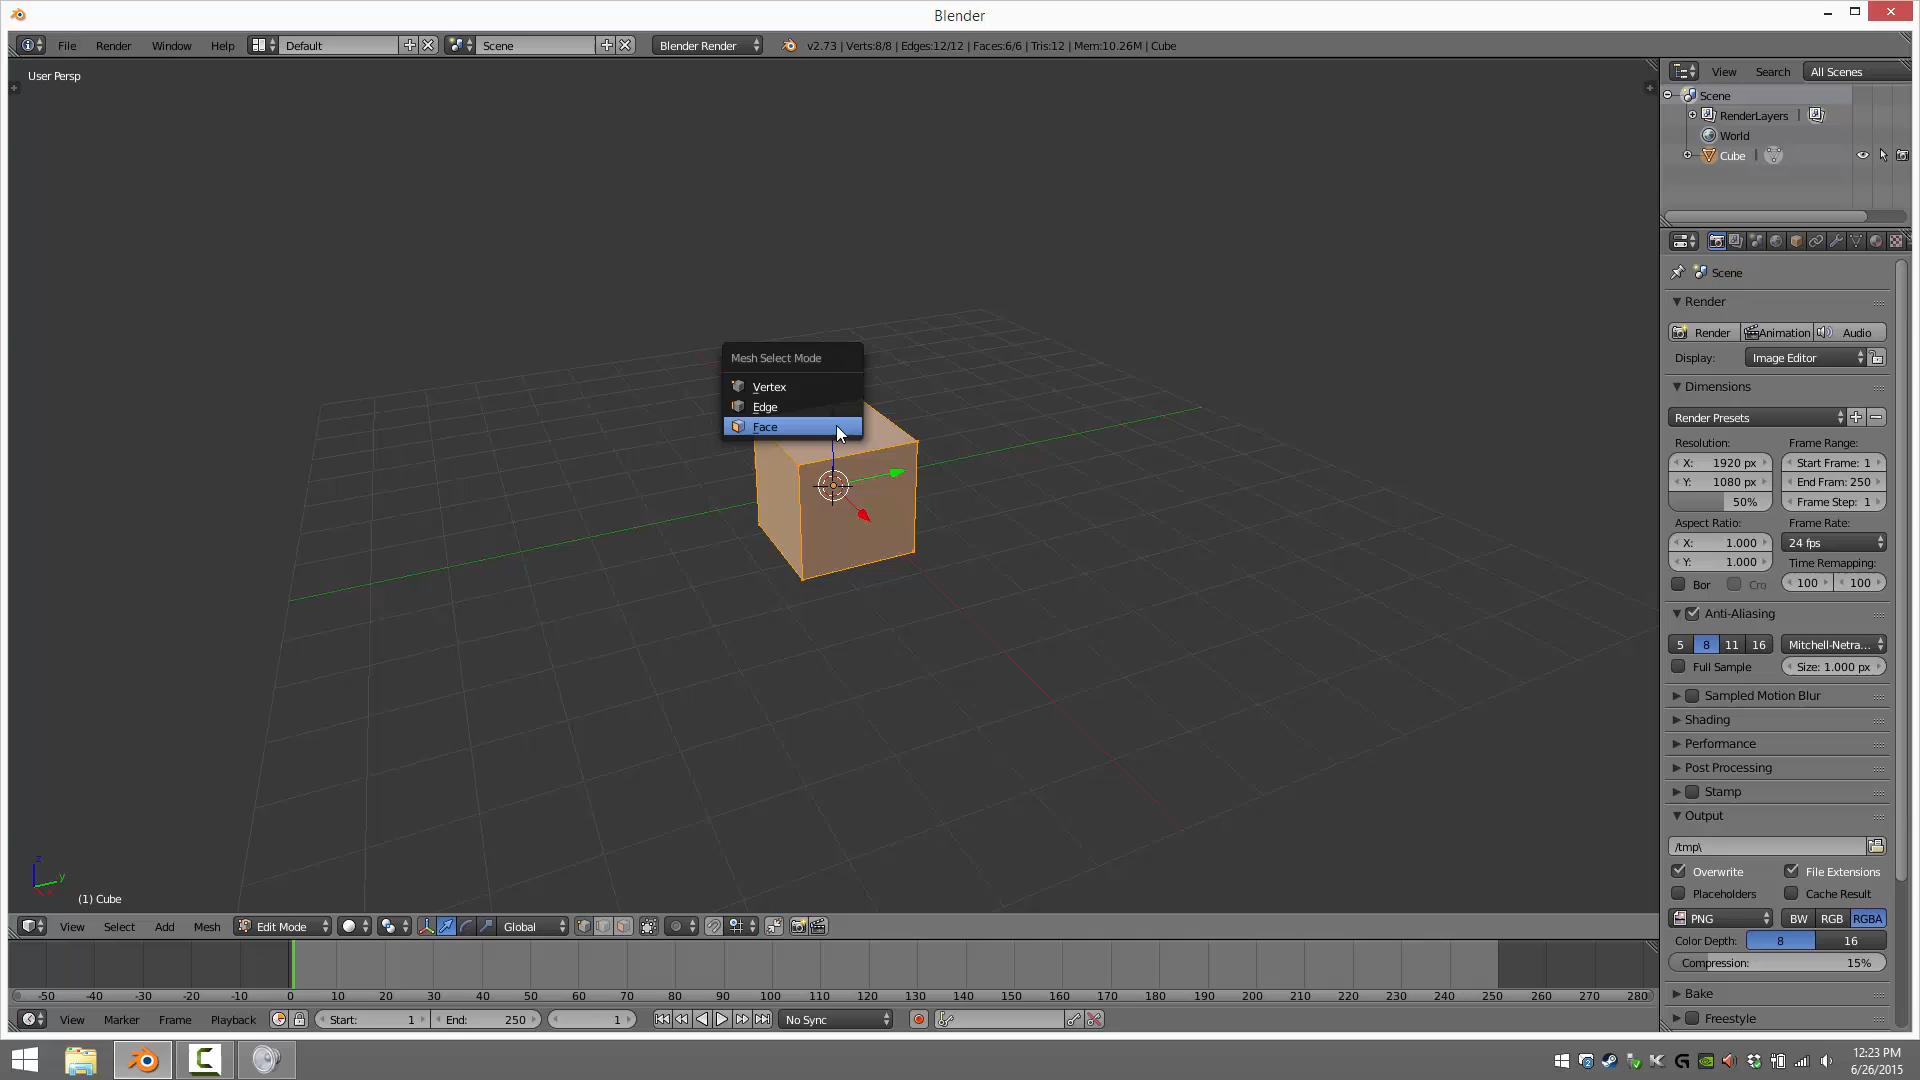 Blender
File Render Window Help Default Scene Blender Render v2.73 | Verts:8/8 | Edges:12/12 | Faces:6/6 | Tris:12 | Mem:10.26M | Cube
User Persp
Mesh Select Mode
Vertex
Edge
Face
(1) Cube
View Select Add Mesh Edit Mode Global
-50 -40 -30 -20 -10 0 10 20 30 40 50 60 70 80 90 100 110 120 130 140 150 160 170 180 190 200 210 220 230 240 250 260 270 280
View Marker Frame Playback Start: 1 End: 250 1 No Sync
View Search All Scenes
Scene
RenderLayers |
World
Cube |
Scene
Render
Render Animation Audio
Display: Image Editor
Dimensions
Render Presets
Resolution: Frame Range:
X: 1920 px Start Frame: 1
Y: 1080 px End Fram: 250
50% Frame Step: 1
Aspect Ratio: Frame Rate:
X: 1.000 24 fps
Y: 1.000 Time Remapping:
Bor Cro 100 100
Anti-Aliasing
5 8 11 16 Mitchell-Netra...
Full Sample Size: 1.000 px
Sampled Motion Blur
Shading
Performance
Post Processing
Stamp
Output
/tmp\
Overwrite File Extensions
Placeholders Cache Result
PNG BW RGB RGBA
Color Depth: 8 16
Compression: 15%
Bake
Freestyle
12:23 PM
6/26/2015